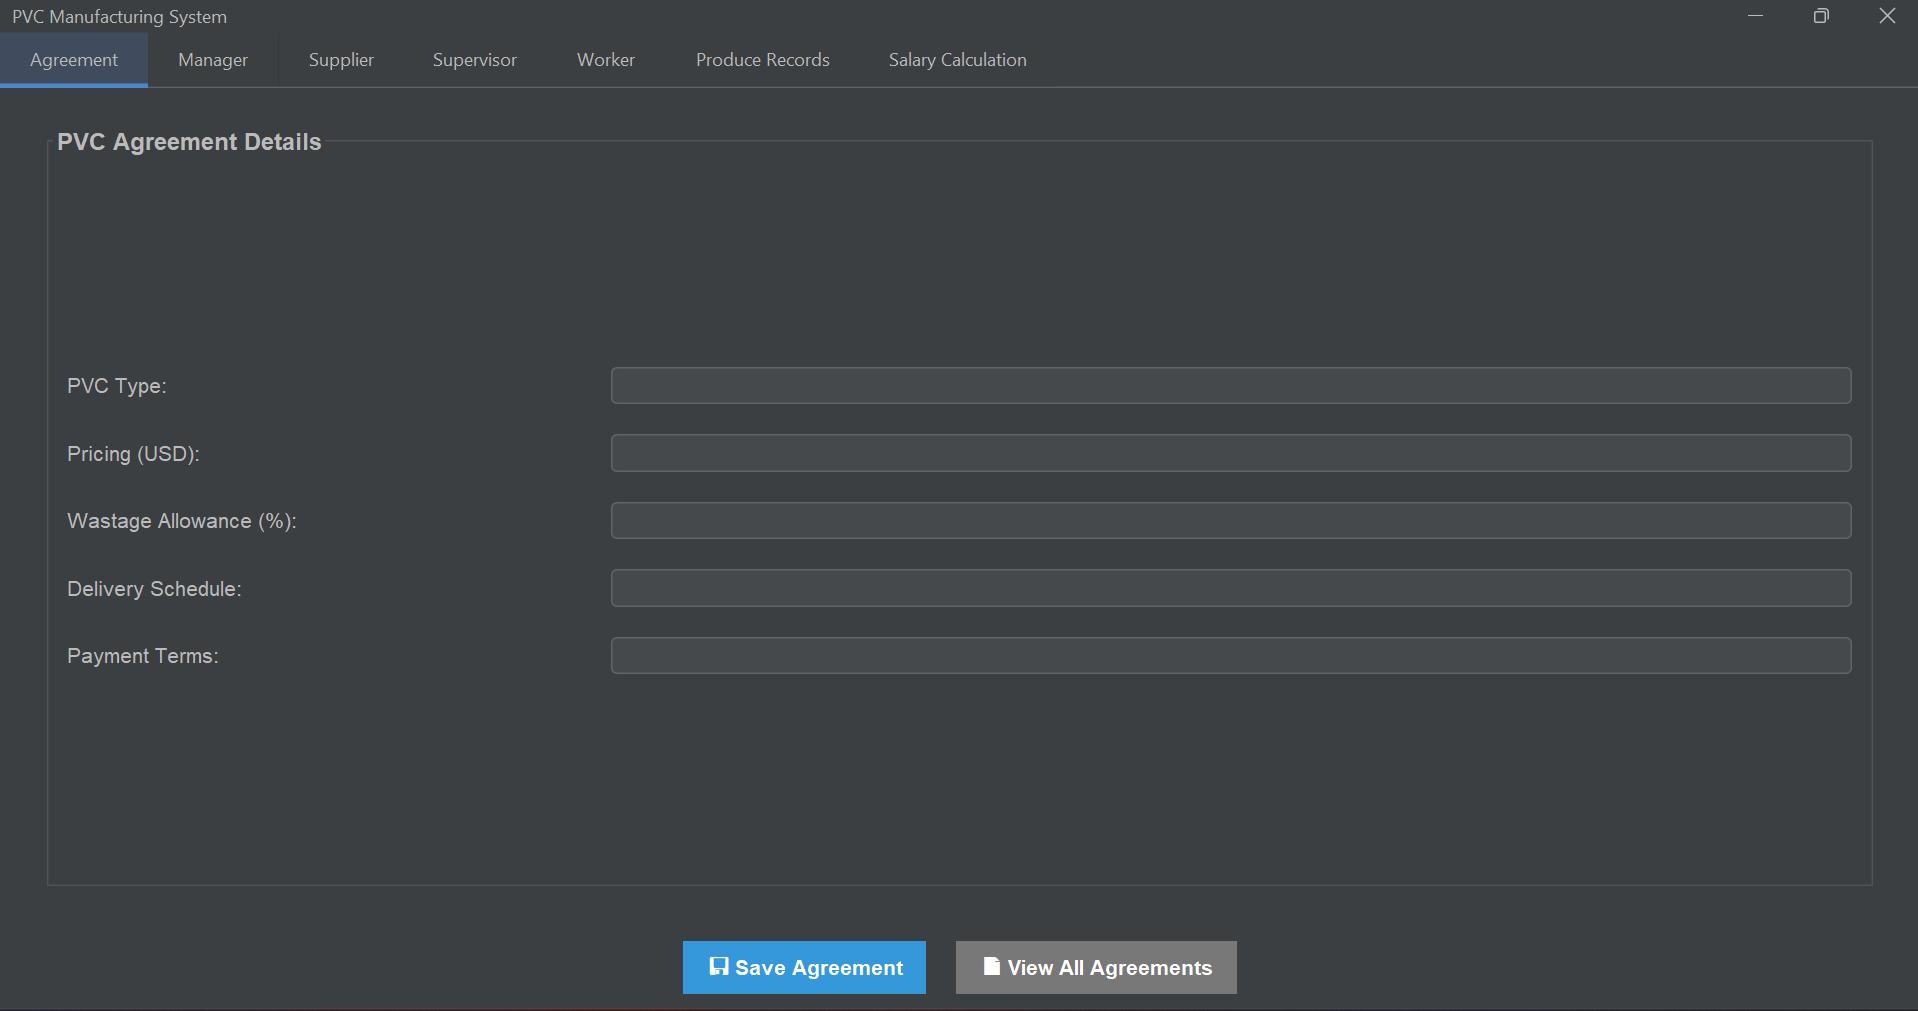 PVC Manufacturing System
Agreement Manager Supplier Supervisor Worker Produce Records Salary Calculation
PVC Agreement Details
PVC Type:
Pricing (USD):
Wastage Allowance (%):
Delivery Schedule:
Payment Terms:
Save Agreement View All Agreements